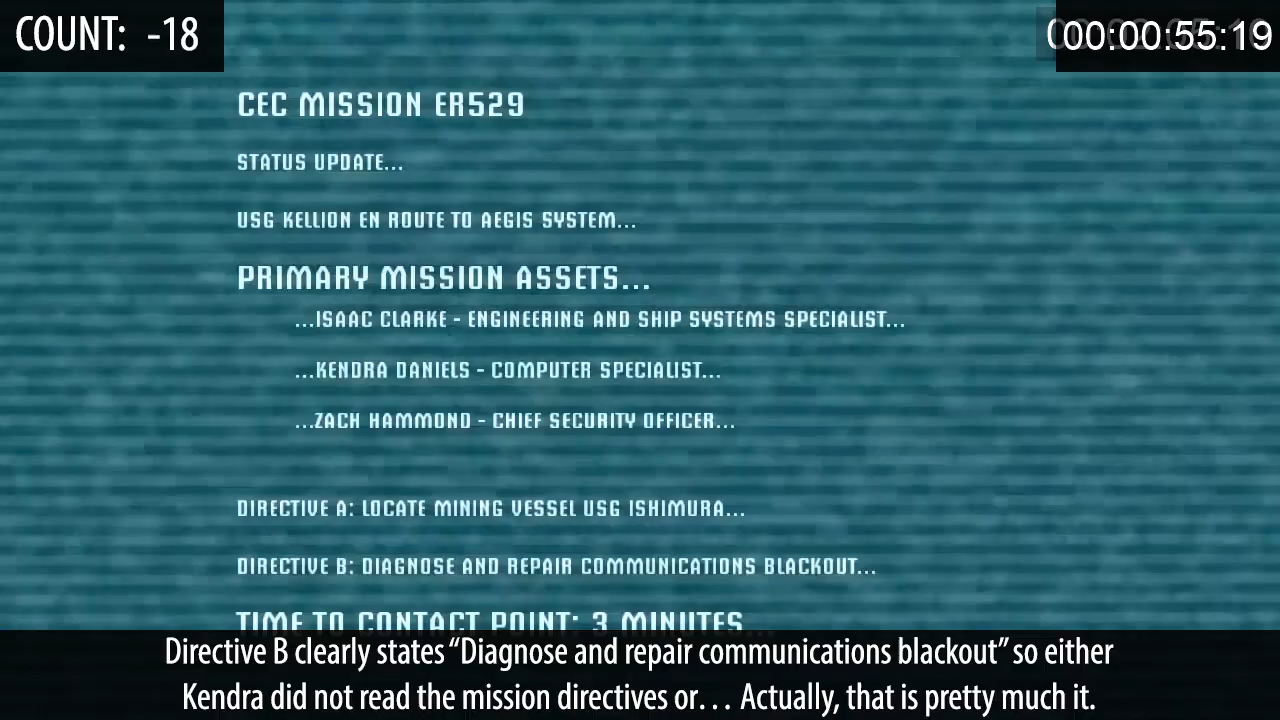 COUNT: -18
00:00:55:19
CEC MISSION ER529
STATUS UPDATE...
USG KELLION EN ROUTE TO AEGIS SYSTEM...
PRIMARY MISSION ASSETS...
...ISAAC CLARKE - ENGINEERING AND SHIP SYSTEMS SPECIALIST...
...KENDRA DANIELS - COMPUTER SPECIALIST...
...ZACH HAMMOND - CHIEF SECURITY OFFICER...
DIRECTIVE A: LOCATE MINING VESSEL USG ISHIMURA...
DIRECTIVE B: DIAGNOSE AND REPAIR COMMUNICATIONS BLACKOUT...
TIME TO CONTACT POINT: 3 MINUTES...
Directive B clearly states “Diagnose and repair communications blackout” so either
Kendra did not read the mission directives or... Actually, that is pretty much it.